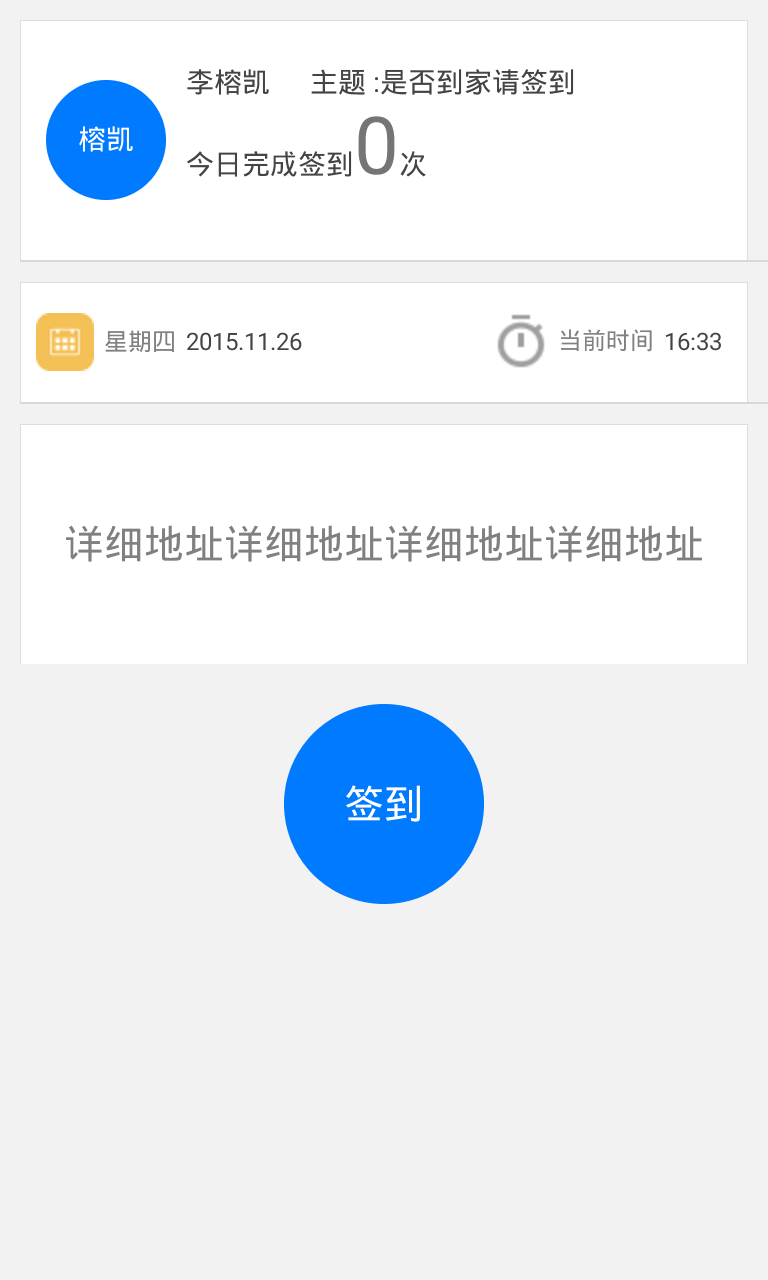 李榕凯 主题 :是否到家请签到
榕凯
今日完成签到0次
星期四 2015.11.26 当前时间 16:33
详细地址详细地址详细地址详细地址
签到